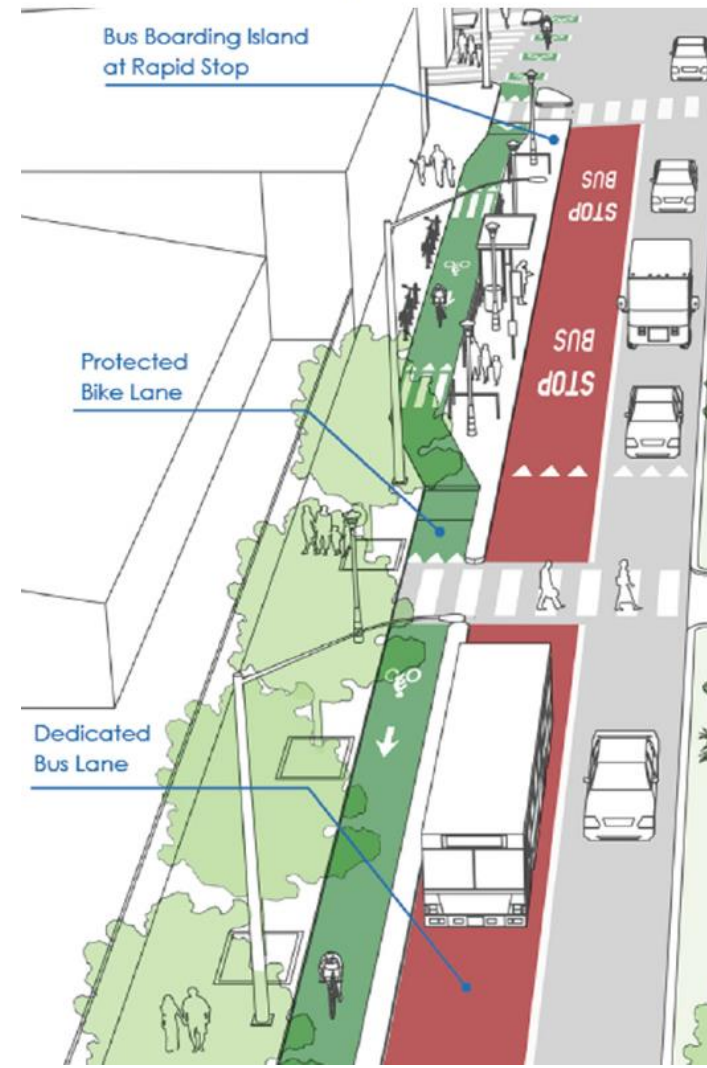 Bus Boarding Island
at Rapid Stop
BUS
STOP
BUS
STOP
Protected
Bike Lane
Dedicated
Bus Lane